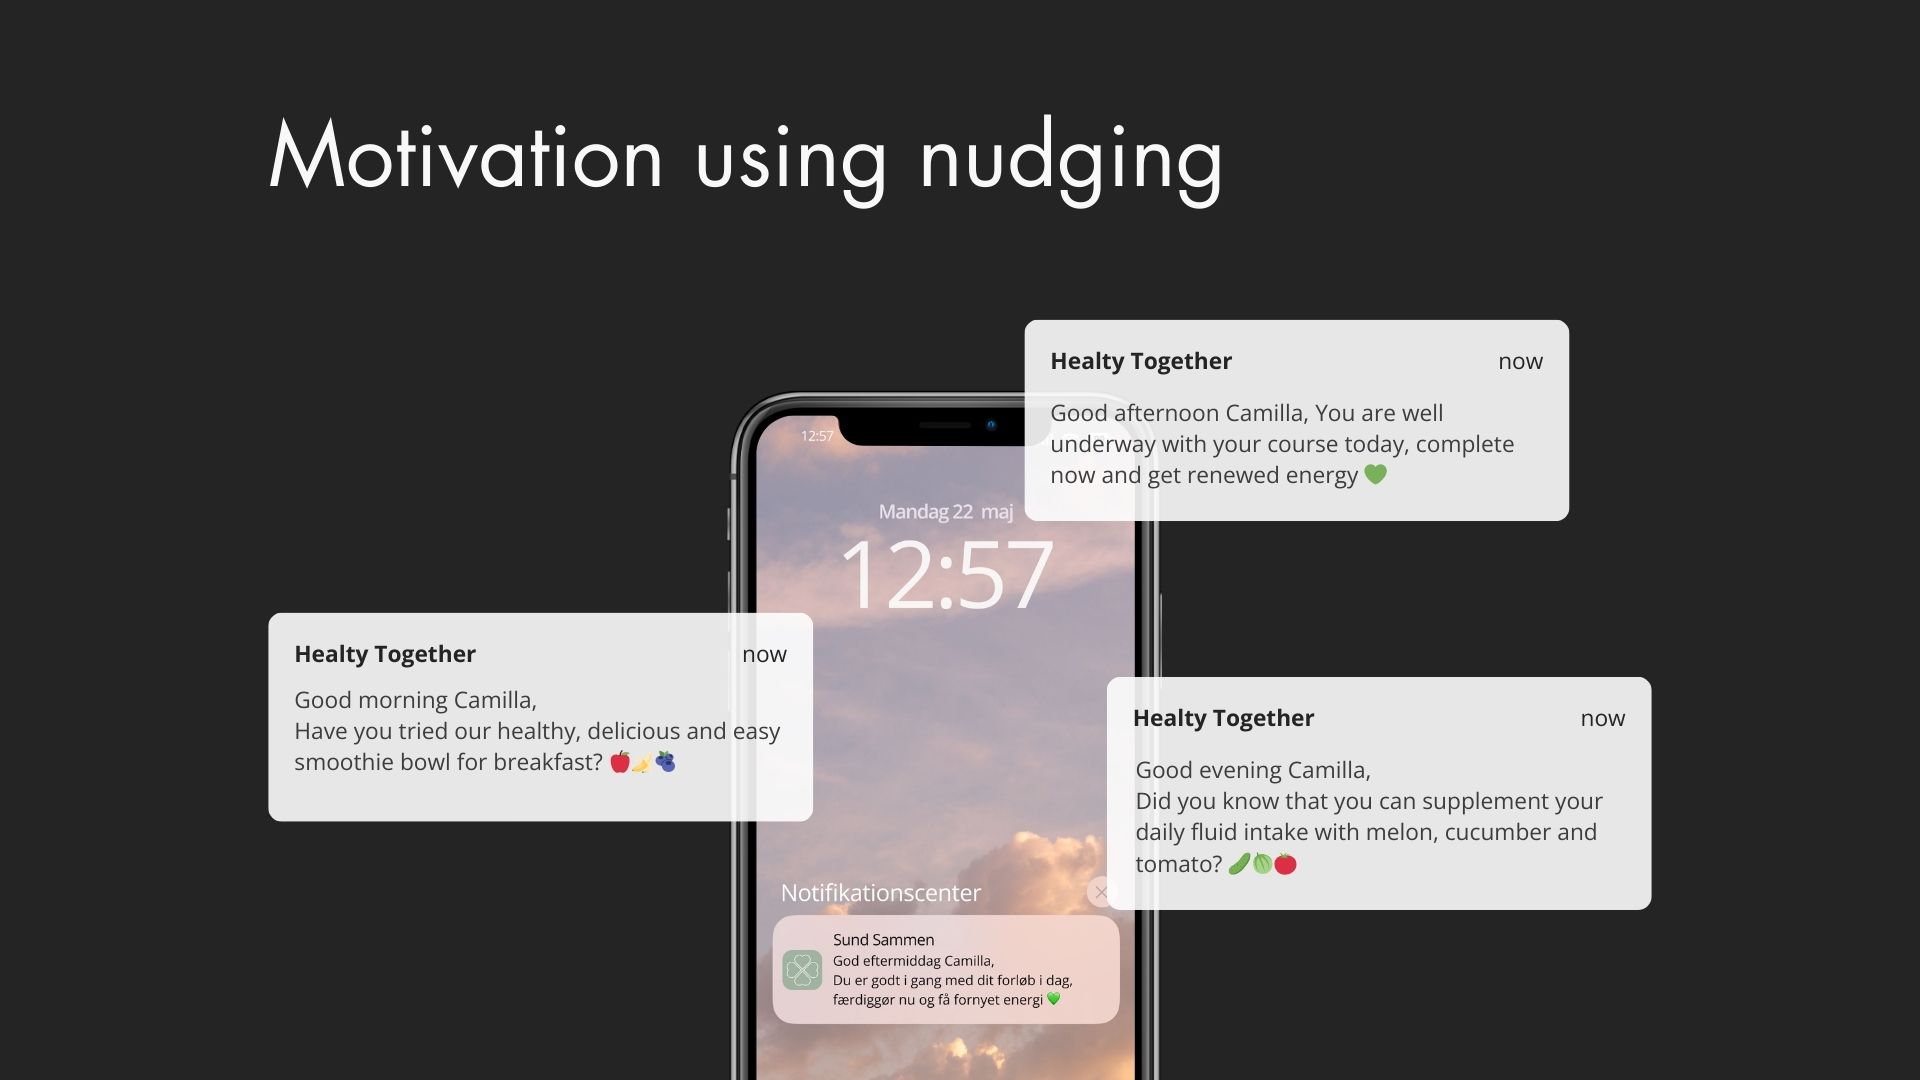 Motivation using nudging
Healty Together now
Good afternoon Camilla, You are well
underway with your course today, complete
now and get renewed energy 💚
12:57
Mandag 22 maj
12:57
Healty Together now
Good morning Camilla,
Have you tried our healthy, delicious and easy
smoothie bowl for breakfast? 🍎🍌🫐
Healty Together now
Good evening Camilla,
Did you know that you can supplement your
daily fluid intake with melon, cucumber and
tomato? 🥒🍈🍅
Notifikationscenter
Sund Sammen
God eftermiddag Camilla,
Du er godt i gang med dit forløb i dag,
færdiggør nu og få fornyet energi 💚